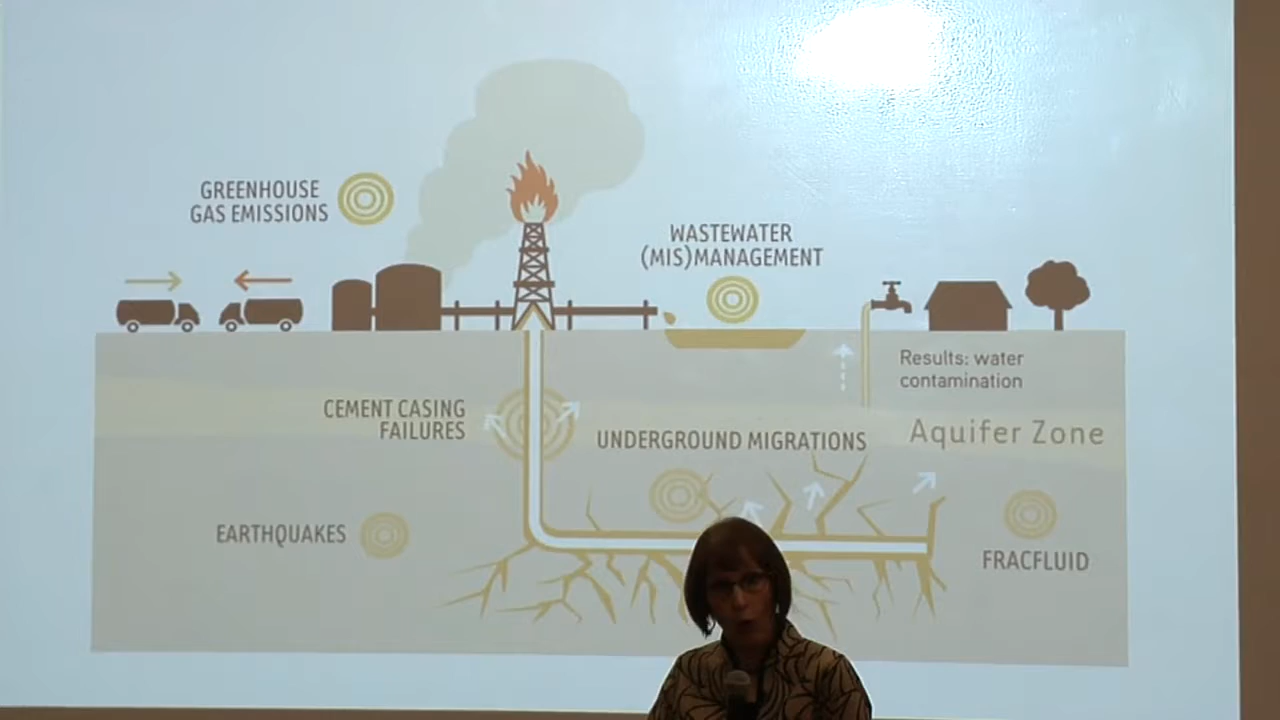 GREENHOUSE
GAS EMISSIONS
WASTEWATER
(MIS)MANAGEMENT
Results: water
contamination
CEMENT CASING
FAILURES
UNDERGROUND MIGRATIONS
Aquifer Zone
EARTHQUAKES
FRACFLUID